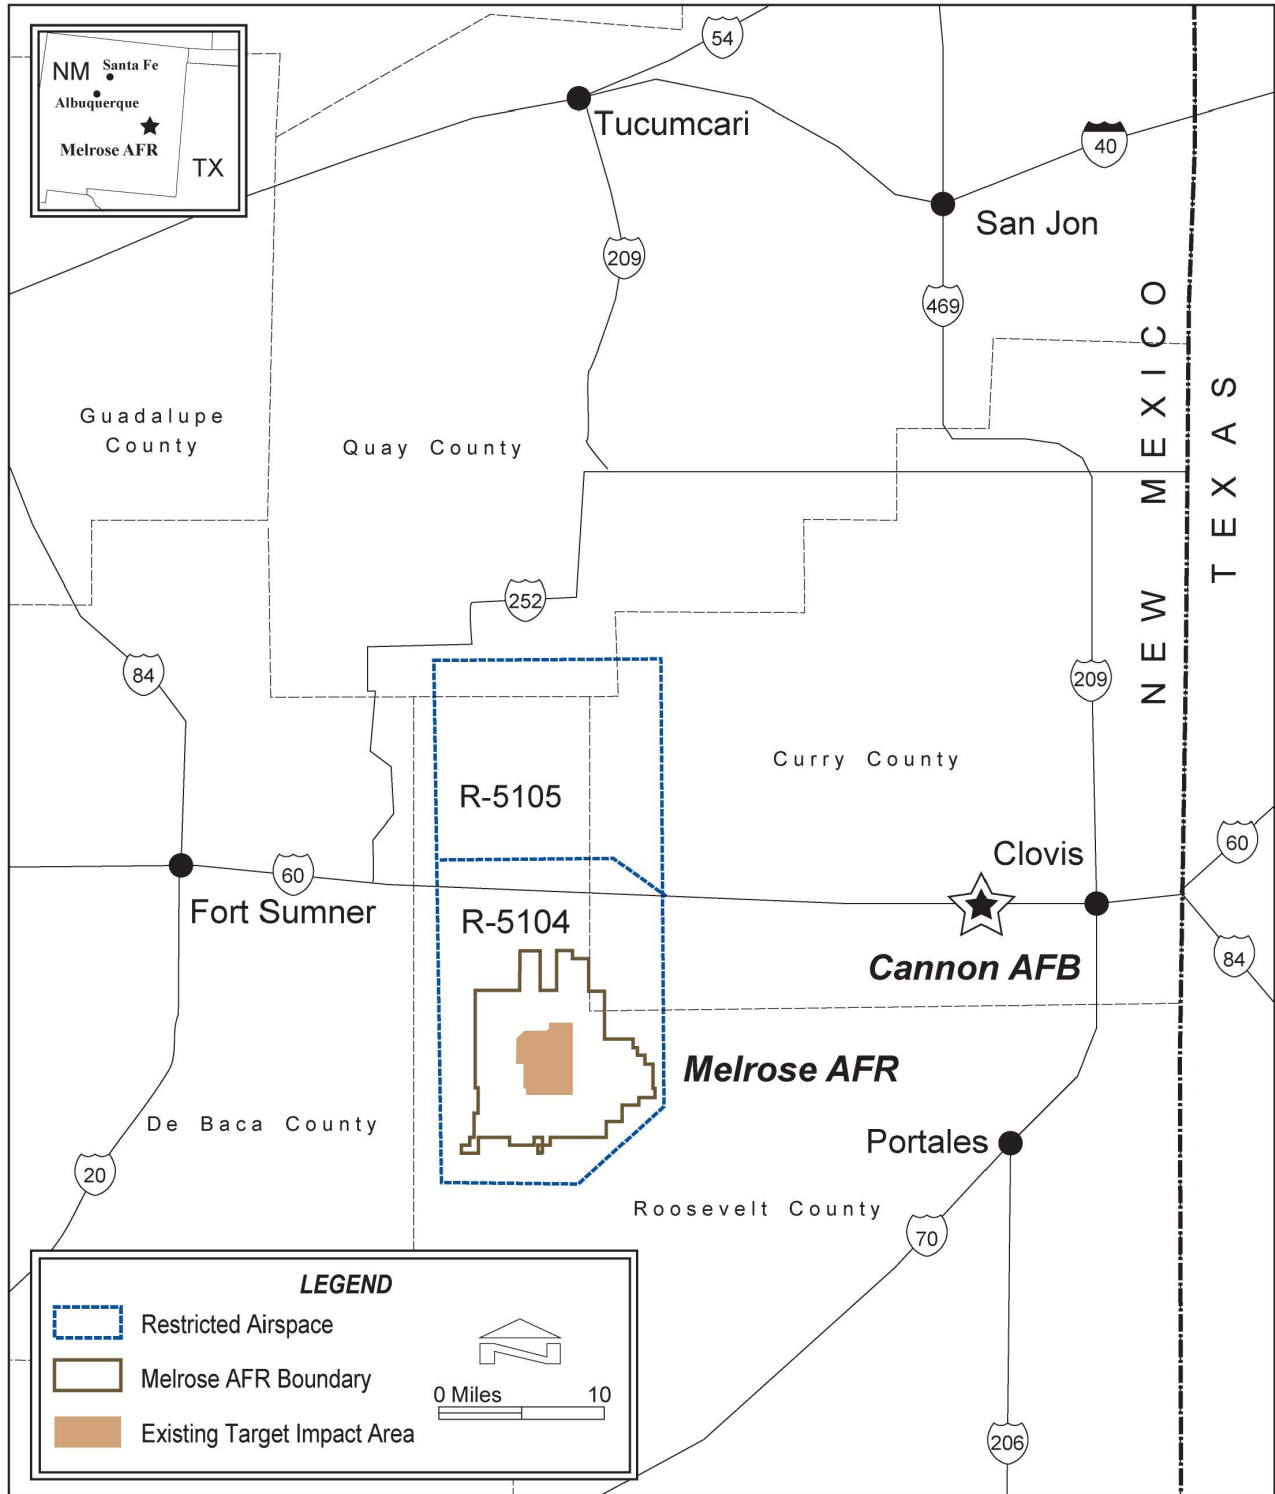 NM
Santa Fe
Albuquerque
Melrose AFR
TX
54
Tucumcari
40
San Jon
209
469
NEW MEXICO
TEXAS
Guadalupe
County
Quay County
252
84
209
Curry County
R-5105
Clovis
60
60
Fort Sumner
R-5104
84
Cannon AFB
Melrose AFR
De Baca County
Portales
20
Roosevelt County
70
206
LEGEND
Restricted Airspace
Melrose AFR Boundary
Existing Target Impact Area
N
0 Miles 10